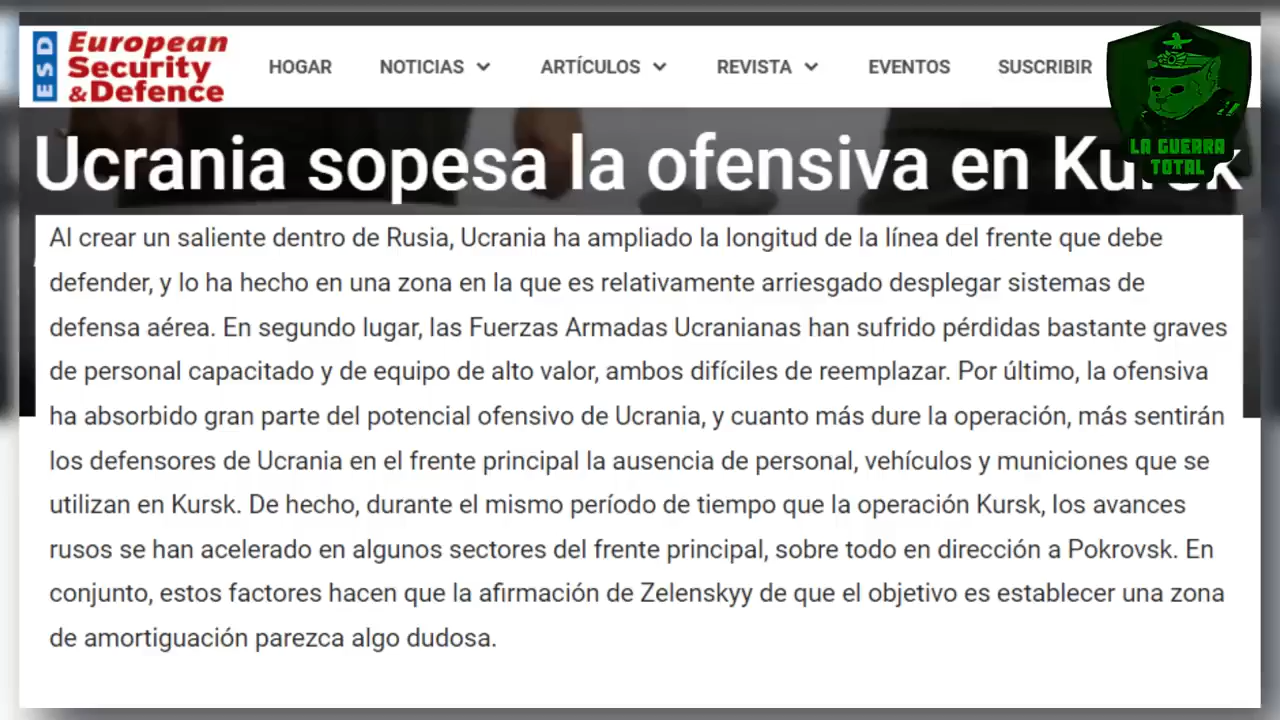 ESD
European
Security
&Defence
HOGAR NOTICIAS ARTÍCULOS REVISTA EVENTOS SUSCRIBIR
LA GUERRA
TOTAL
Ucrania sopesa la ofensiva en Kursk
Al crear un saliente dentro de Rusia, Ucrania ha ampliado la longitud de la línea del frente que debe
defender, y lo ha hecho en una zona en la que es relativamente arriesgado desplegar sistemas de
defensa aérea. En segundo lugar, las Fuerzas Armadas Ucranianas han sufrido pérdidas bastante graves
de personal capacitado y de equipo de alto valor, ambos difíciles de reemplazar. Por último, la ofensiva
ha absorbido gran parte del potencial ofensivo de Ucrania, y cuanto más dure la operación, más sentirán
los defensores de Ucrania en el frente principal la ausencia de personal, vehículos y municiones que se
utilizan en Kursk. De hecho, durante el mismo período de tiempo que la operación Kursk, los avances
rusos se han acelerado en algunos sectores del frente principal, sobre todo en dirección a Pokrovsk. En
conjunto, estos factores hacen que la afirmación de Zelenskyy de que el objetivo es establecer una zona
de amortiguación parezca algo dudosa.